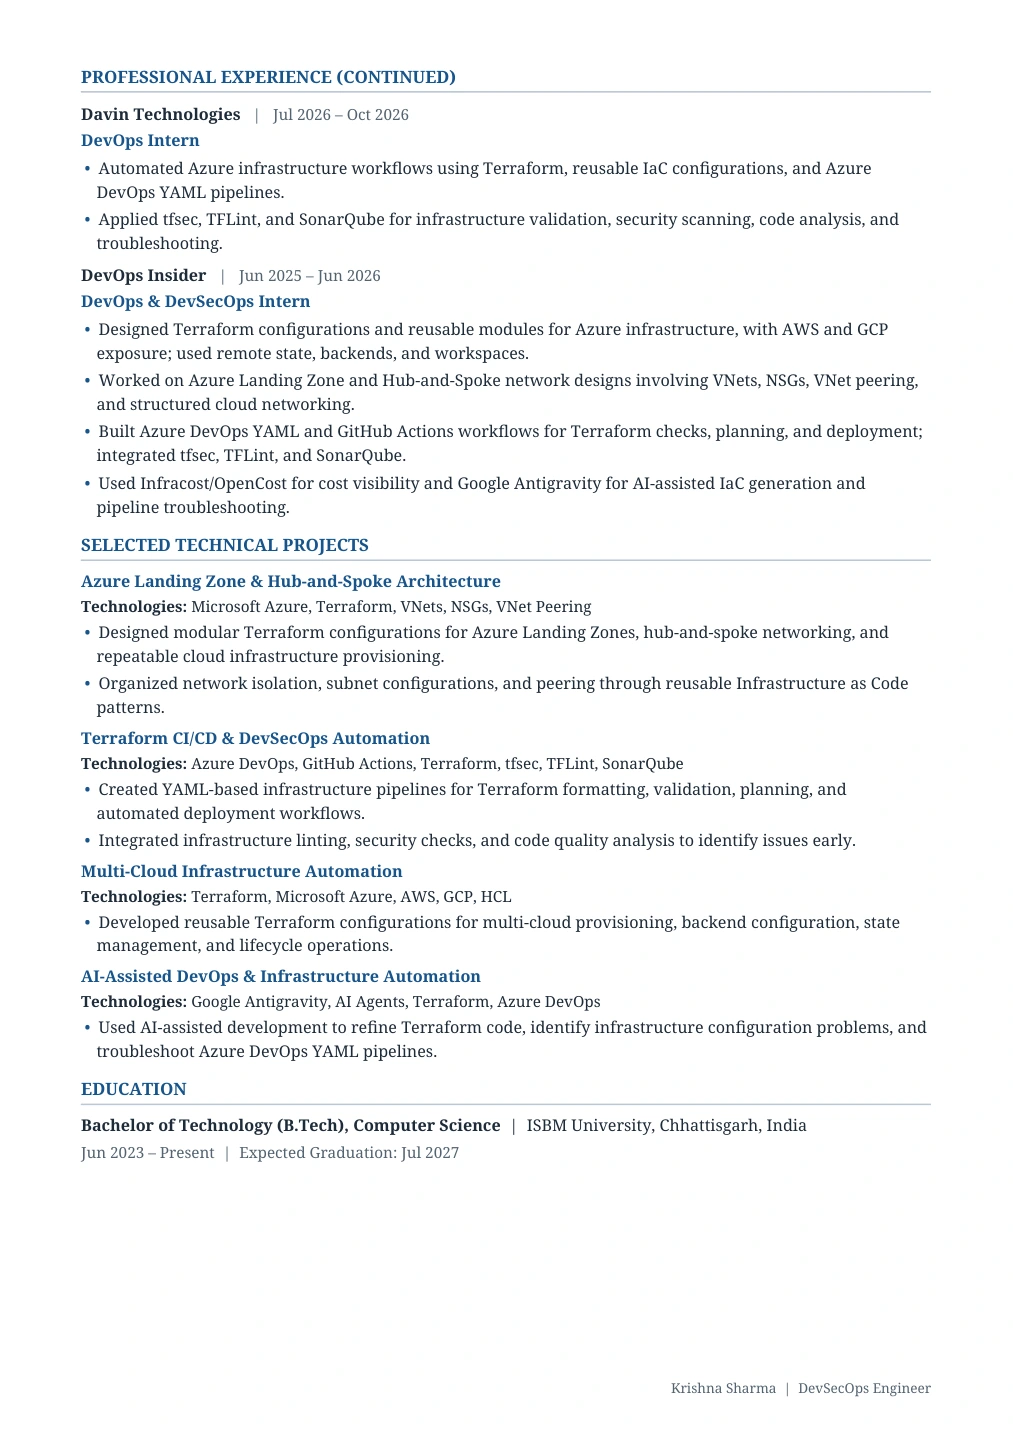 PROFESSIONAL EXPERIENCE (CONTINUED)
Davin Technologies | Jul 2026 – Oct 2026
DevOps Intern
• Automated Azure infrastructure workflows using Terraform, reusable IaC configurations, and Azure
DevOps YAML pipelines.
• Applied tfsec, TFLint, and SonarQube for infrastructure validation, security scanning, code analysis, and
troubleshooting.
DevOps Insider | Jun 2025 – Jun 2026
DevOps & DevSecOps Intern
• Designed Terraform configurations and reusable modules for Azure infrastructure, with AWS and GCP
exposure; used remote state, backends, and workspaces.
• Worked on Azure Landing Zone and Hub-and-Spoke network designs involving VNets, NSGs, VNet peering,
and structured cloud networking.
• Built Azure DevOps YAML and GitHub Actions workflows for Terraform checks, planning, and deployment;
integrated tfsec, TFLint, and SonarQube.
• Used Infracost/OpenCost for cost visibility and Google Antigravity for AI-assisted IaC generation and
pipeline troubleshooting.
SELECTED TECHNICAL PROJECTS
Azure Landing Zone & Hub-and-Spoke Architecture
Technologies: Microsoft Azure, Terraform, VNets, NSGs, VNet Peering
• Designed modular Terraform configurations for Azure Landing Zones, hub-and-spoke networking, and
repeatable cloud infrastructure provisioning.
• Organized network isolation, subnet configurations, and peering through reusable Infrastructure as Code
patterns.
Terraform CI/CD & DevSecOps Automation
Technologies: Azure DevOps, GitHub Actions, Terraform, tfsec, TFLint, SonarQube
• Created YAML-based infrastructure pipelines for Terraform formatting, validation, planning, and
automated deployment workflows.
• Integrated infrastructure linting, security checks, and code quality analysis to identify issues early.
Multi-Cloud Infrastructure Automation
Technologies: Terraform, Microsoft Azure, AWS, GCP, HCL
• Developed reusable Terraform configurations for multi-cloud provisioning, backend configuration, state
management, and lifecycle operations.
AI-Assisted DevOps & Infrastructure Automation
Technologies: Google Antigravity, AI Agents, Terraform, Azure DevOps
• Used AI-assisted development to refine Terraform code, identify infrastructure configuration problems, and
troubleshoot Azure DevOps YAML pipelines.
EDUCATION
Bachelor of Technology (B.Tech), Computer Science | ISBM University, Chhattisgarh, India
Jun 2023 – Present | Expected Graduation: Jul 2027
Krishna Sharma | DevSecOps Engineer